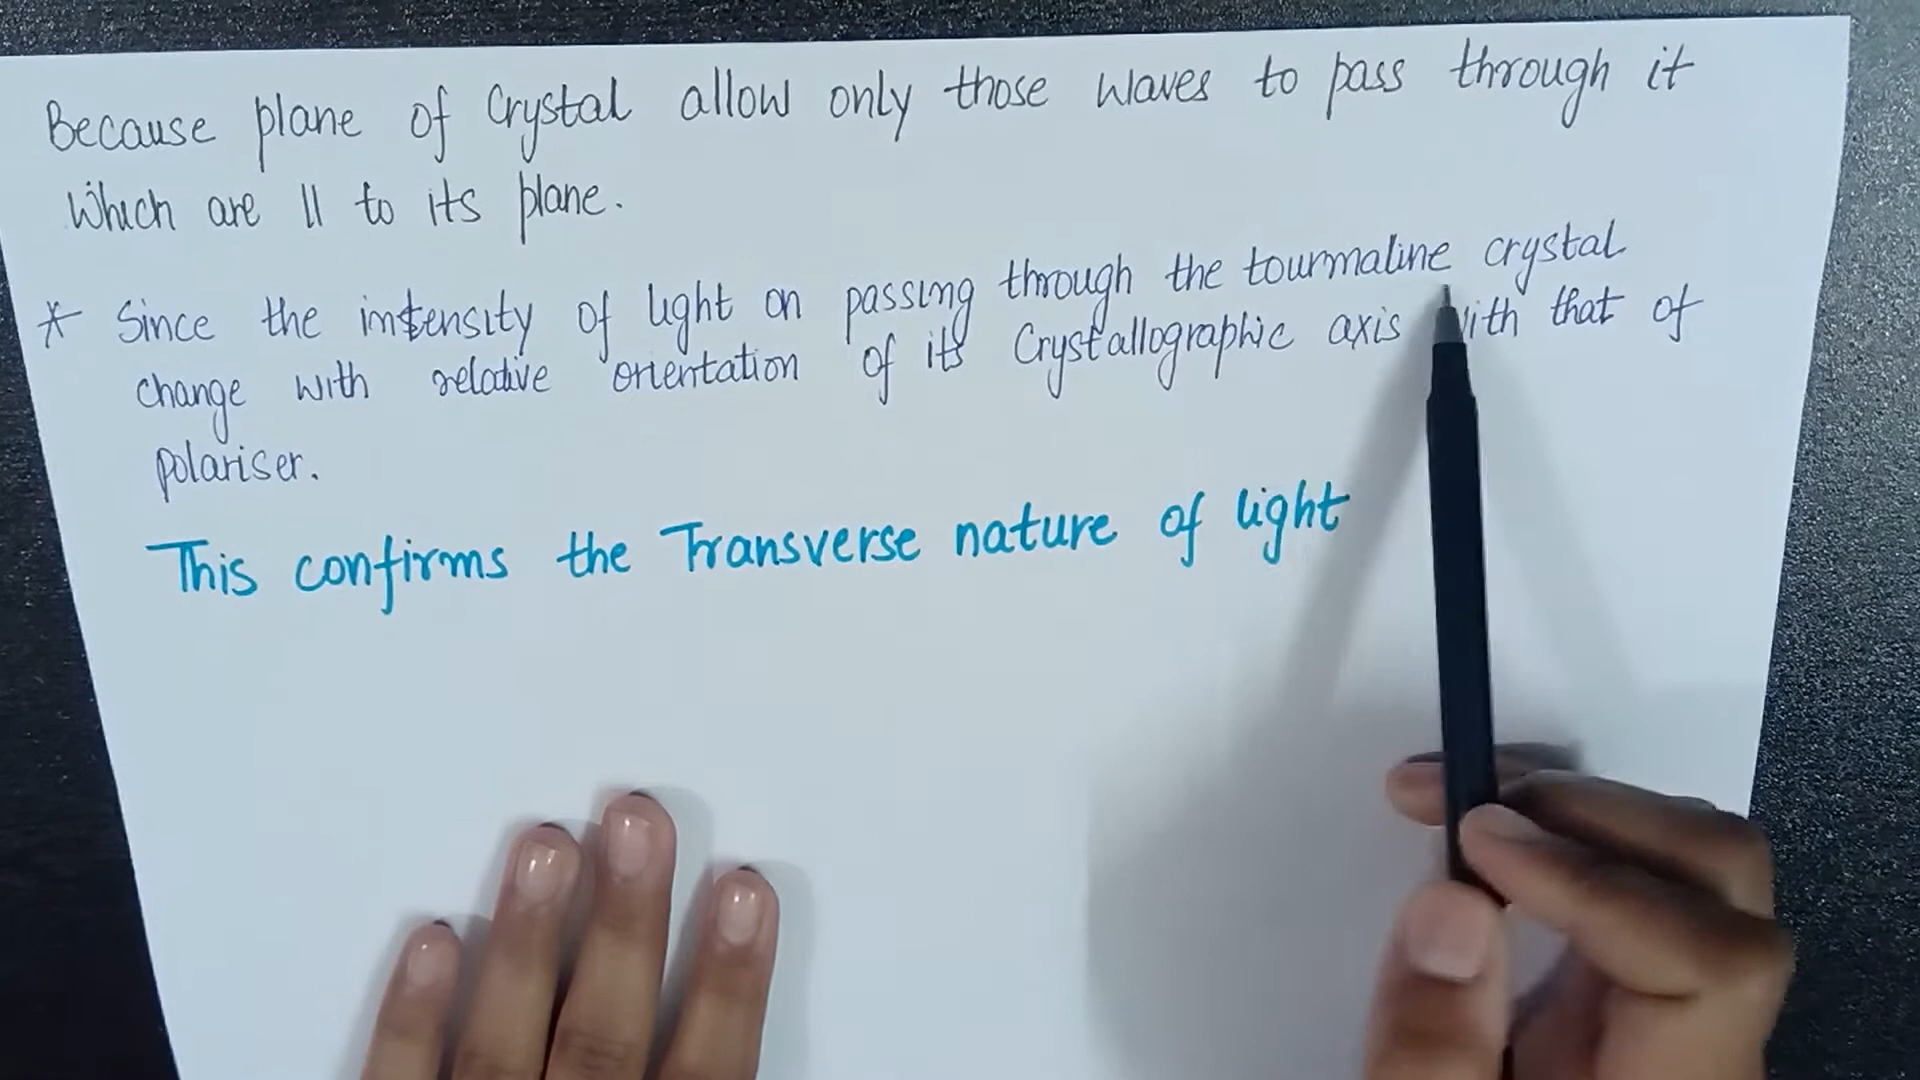 Because plane of Crystal allow only those waves to pass through it
Which are || to its plane.
* Since the intensity of light on passing through the tourmaline crystal
change with relative orientation of its Crystallographic axis with that of
polariser.
This confirms the Transverse nature of light